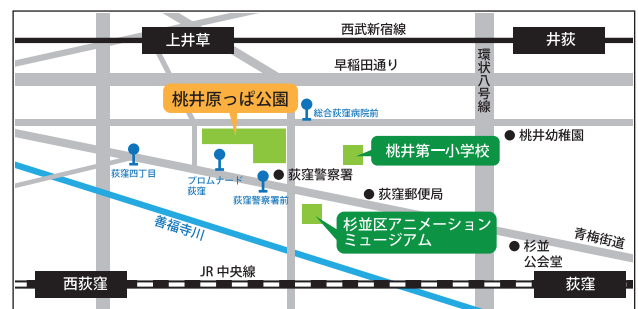 西武新宿線
上井草
井荻
早稲田通り
環状八号線
桃井原っぱ公園
総合荻窪病院前
桃井幼稚園
桃井第一小学校
荻窪四丁目
プロムナード
荻窪
荻窪警察署
荻窪警察署前
荻窪郵便局
杉並区アニメーション
ミュージアム
善福寺川
青梅街道
杉並
公会堂
JR 中央線
西荻窪
荻窪